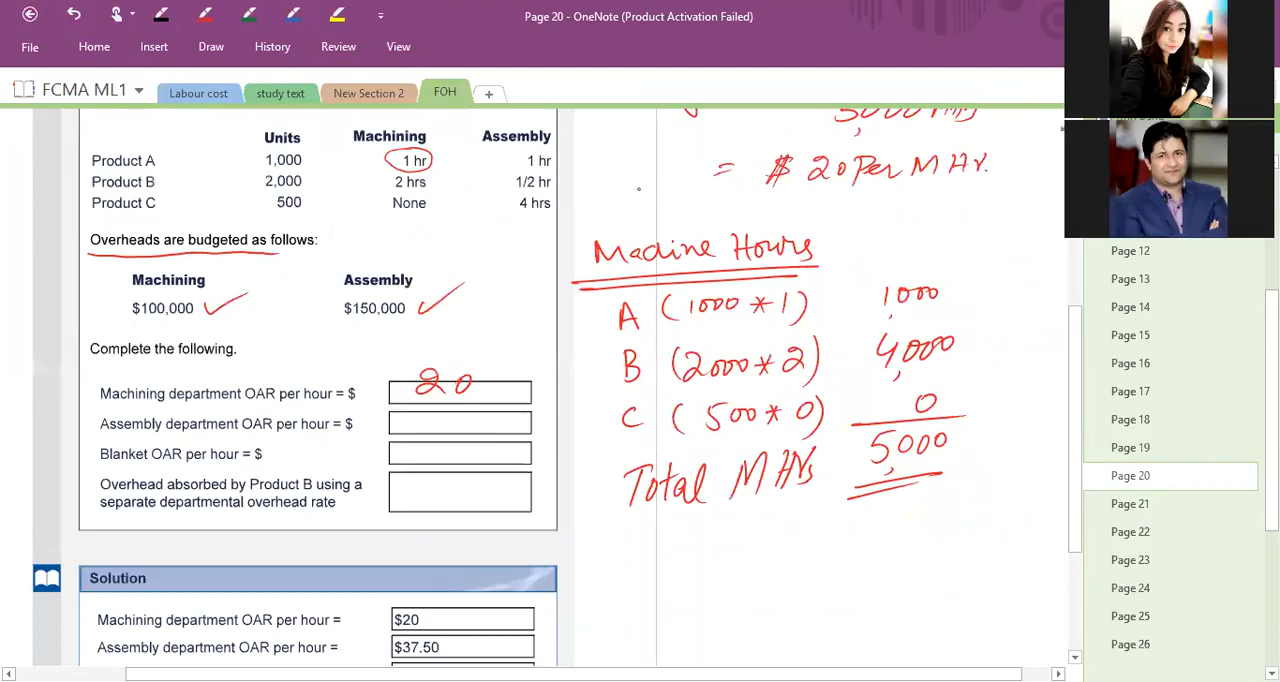 Page 20 - OneNote (Product Activation Failed)
File Home Insert Draw History Review View
FCMA ML1 Labour cost study text New Section 2 FOH
Units Machining Assembly
Product A 1,000 1 hr 1 hr
Product B 2,000 2 hrs 1/2 hr
Product C 500 None 4 hrs
Overheads are budgeted as follows:
Machining Assembly
$100,000 $150,000
Complete the following.
Machining department OAR per hour = $ 20
Assembly department OAR per hour = $
Blanket OAR per hour = $
Overhead absorbed by Product B using a
separate departmental overhead rate
Solution
Machining department OAR per hour = $20
Assembly department OAR per hour = $37.50
= $ 20 Per M Hr.
Machine Hours
A (1000 * 1) 1,000
B (2000 * 2) 4,000
C (500 * 0) 0
Total MHrs 5,000
Page 12
Page 13
Page 14
Page 15
Page 16
Page 17
Page 18
Page 19
Page 20
Page 21
Page 22
Page 23
Page 24
Page 25
Page 26